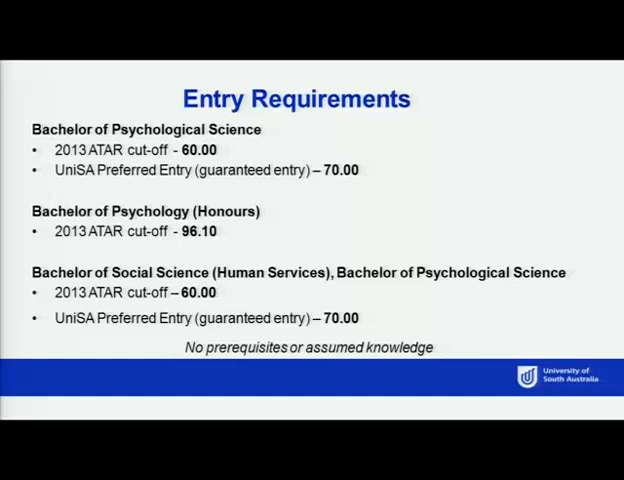 Entry Requirements
Bachelor of Psychological Science
• 2013 ATAR cut-off - 60.00
• UniSA Preferred Entry (guaranteed entry) – 70.00
Bachelor of Psychology (Honours)
• 2013 ATAR cut-off - 96.10
Bachelor of Social Science (Human Services), Bachelor of Psychological Science
• 2013 ATAR cut-off – 60.00
• UniSA Preferred Entry (guaranteed entry) – 70.00
No prerequisites or assumed knowledge
University of
South Australia